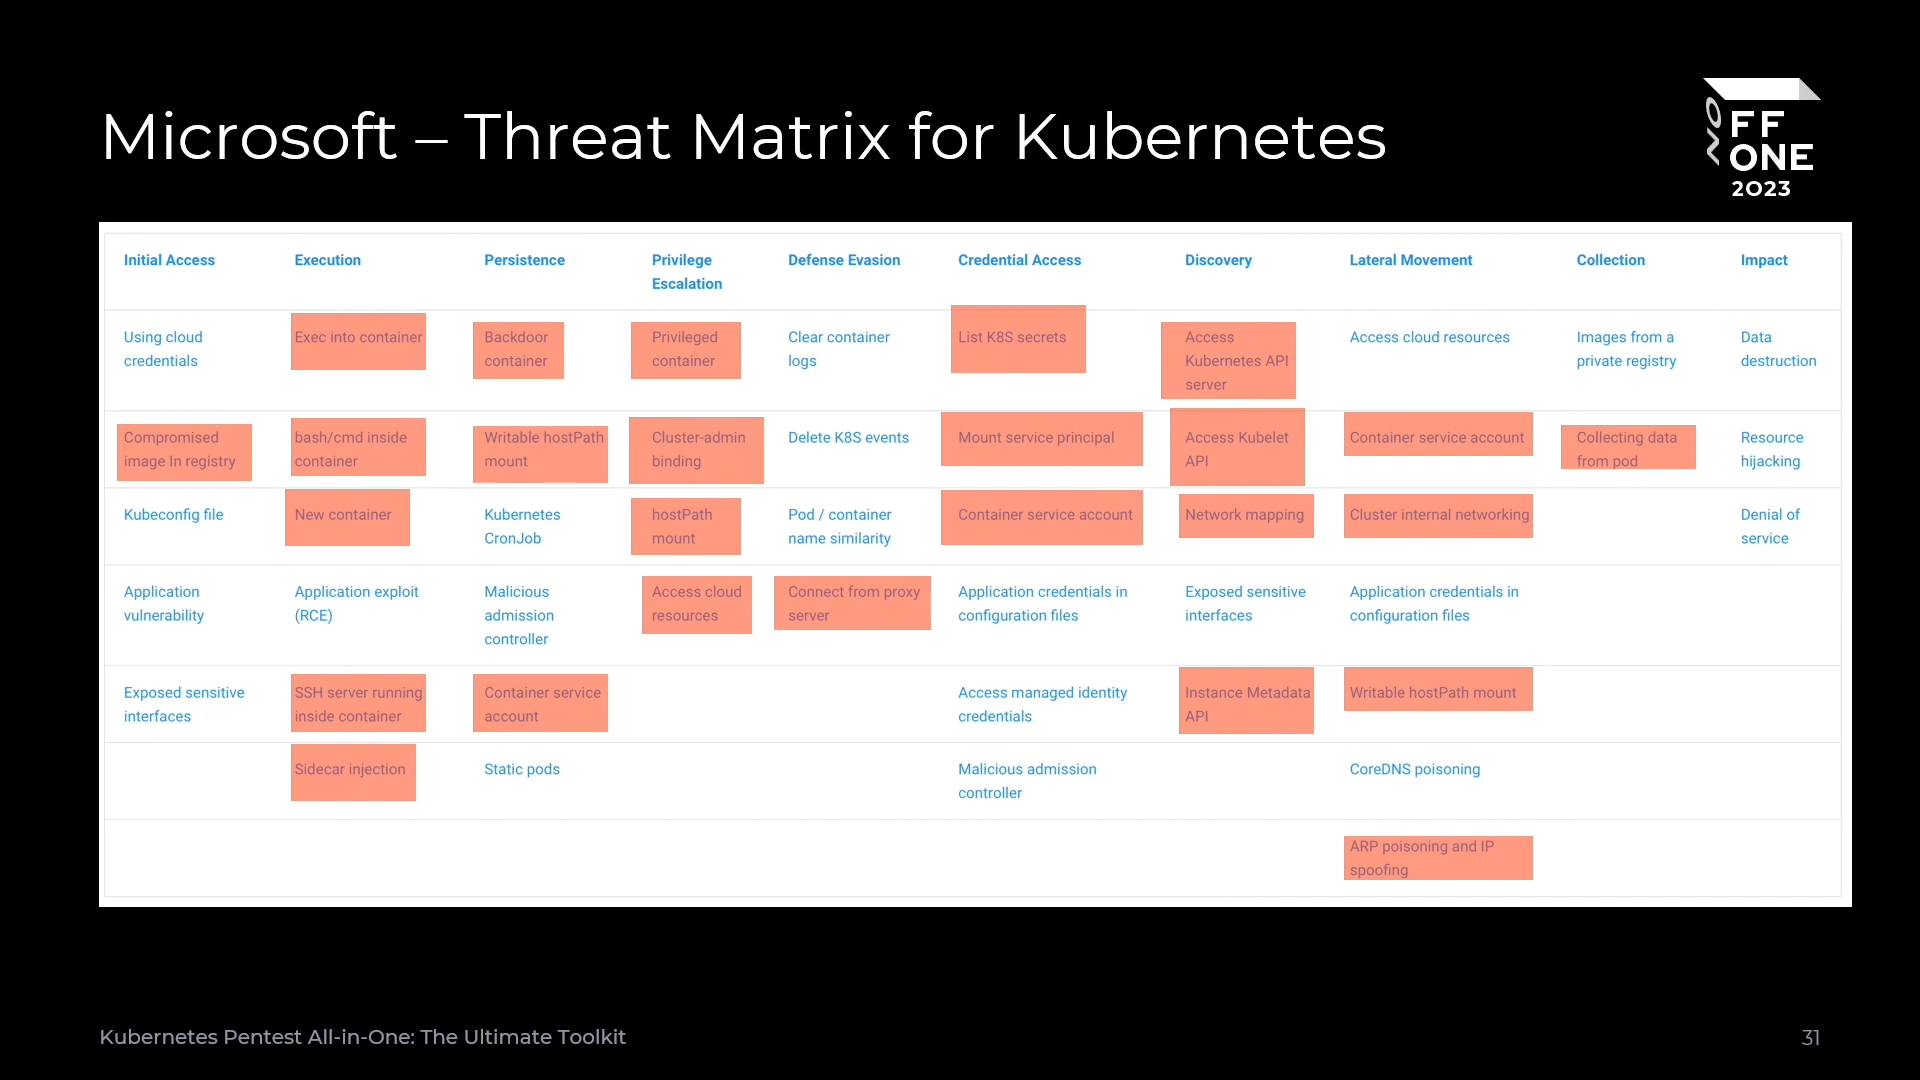 Microsoft – Threat Matrix for Kubernetes
OFF
ZONE
2023
Initial Access
Execution
Persistence
Privilege
Escalation
Defense Evasion
Credential Access
Discovery
Lateral Movement
Collection
Impact
Using cloud
credentials
Exec into container
Backdoor
container
Privileged
container
Clear container
logs
List K8S secrets
Access
Kubernetes API
server
Access cloud resources
Images from a
private registry
Data
destruction
Compromised
image In registry
bash/cmd inside
container
Writable hostPath
mount
Cluster-admin
binding
Delete K8S events
Mount service principal
Access Kubelet
API
Container service account
Collecting data
from pod
Resource
hijacking
Kubeconfig file
New container
Kubernetes
CronJob
hostPath
mount
Pod / container
name similarity
Container service account
Network mapping
Cluster internal networking
Denial of
service
Application
vulnerability
Application exploit
(RCE)
Malicious
admission
controller
Access cloud
resources
Connect from proxy
server
Application credentials in
configuration files
Exposed sensitive
interfaces
Application credentials in
configuration files
Exposed sensitive
interfaces
SSH server running
inside container
Container service
account
Access managed identity
credentials
Instance Metadata
API
Writable hostPath mount
Sidecar injection
Static pods
Malicious admission
controller
CoreDNS poisoning
ARP poisoning and IP
spoofing
Kubernetes Pentest All-in-One: The Ultimate Toolkit
31